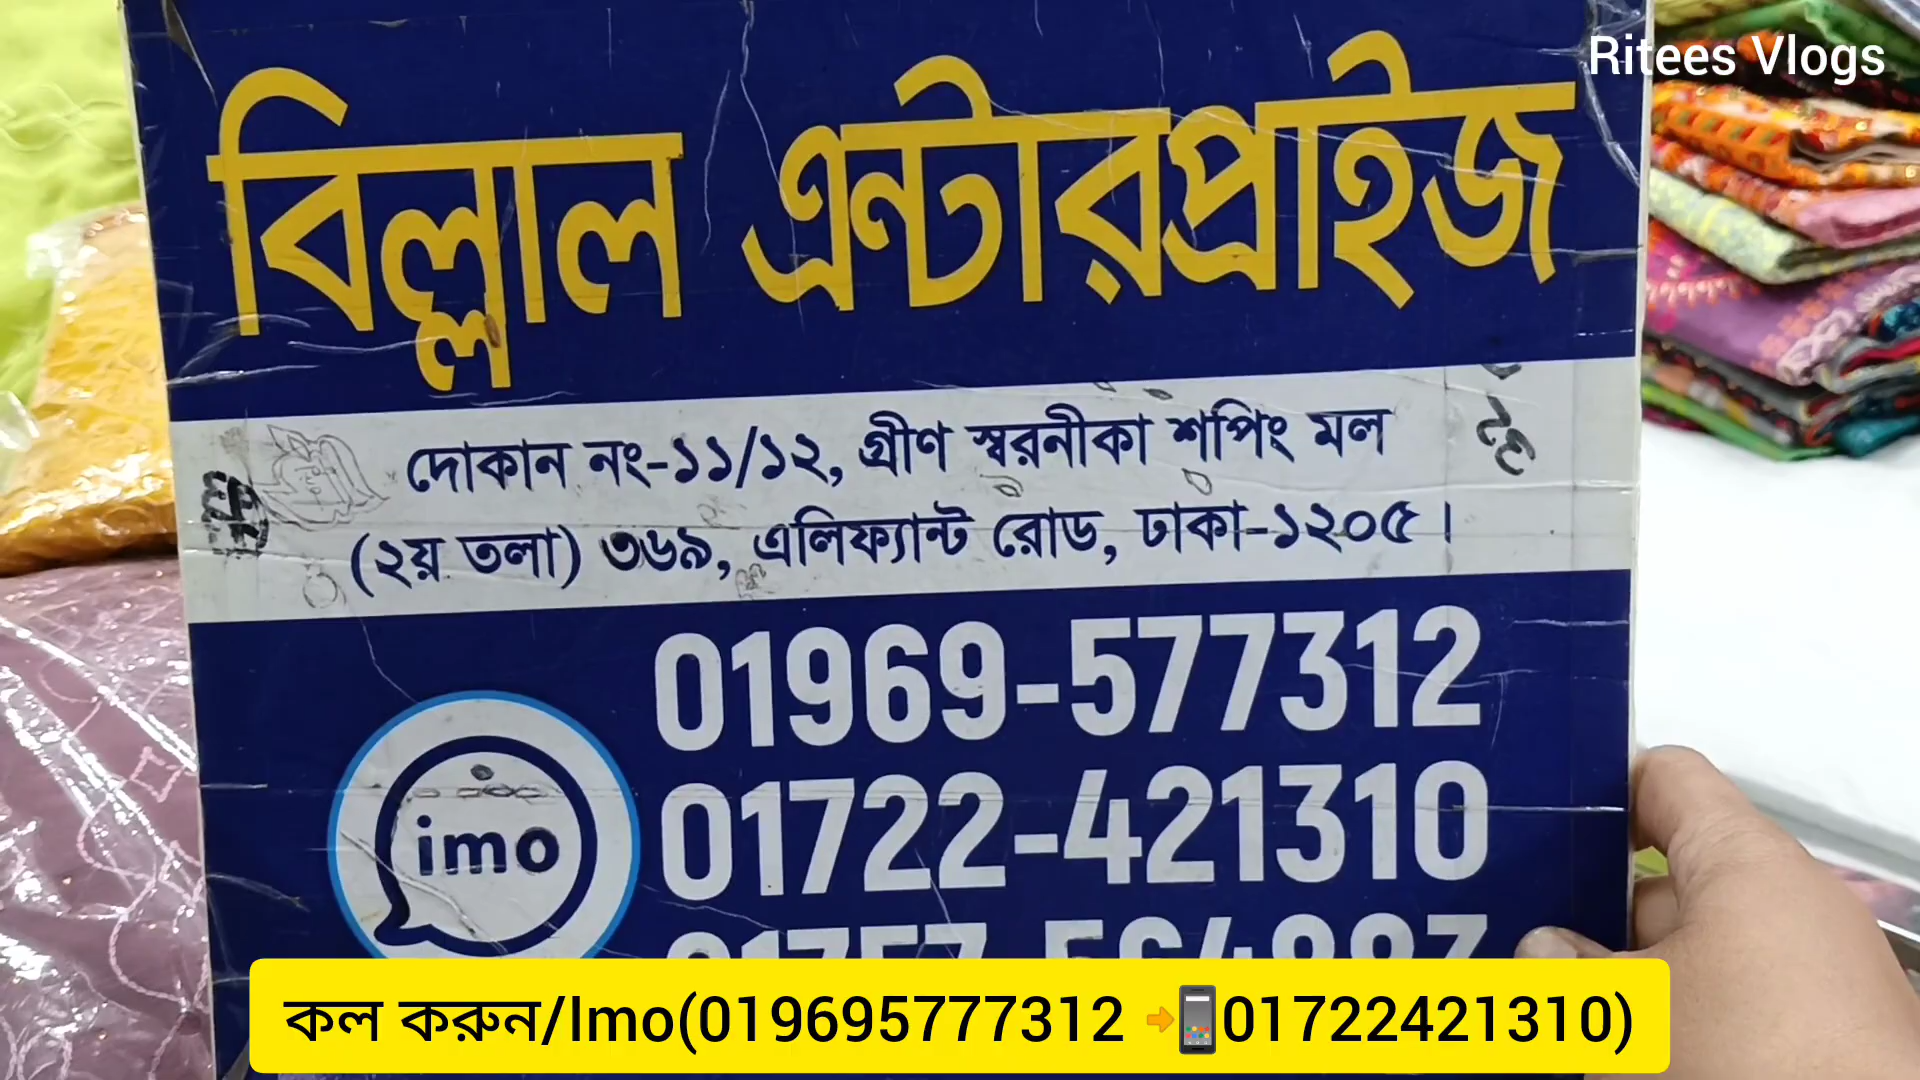 Ritees Vlogs
বিল্লাল এন্টারপ্রাইজ
দোকান নং-১১/১২, গ্রীণ স্বরনীকা শপিং মল
(২য় তলা) ৩৬৯, এলিফ্যান্ট রোড, ঢাকা-১২০৫।
01969-577312
imo
01722-421310
কল করুন/Imo(019695777312 01722421310)